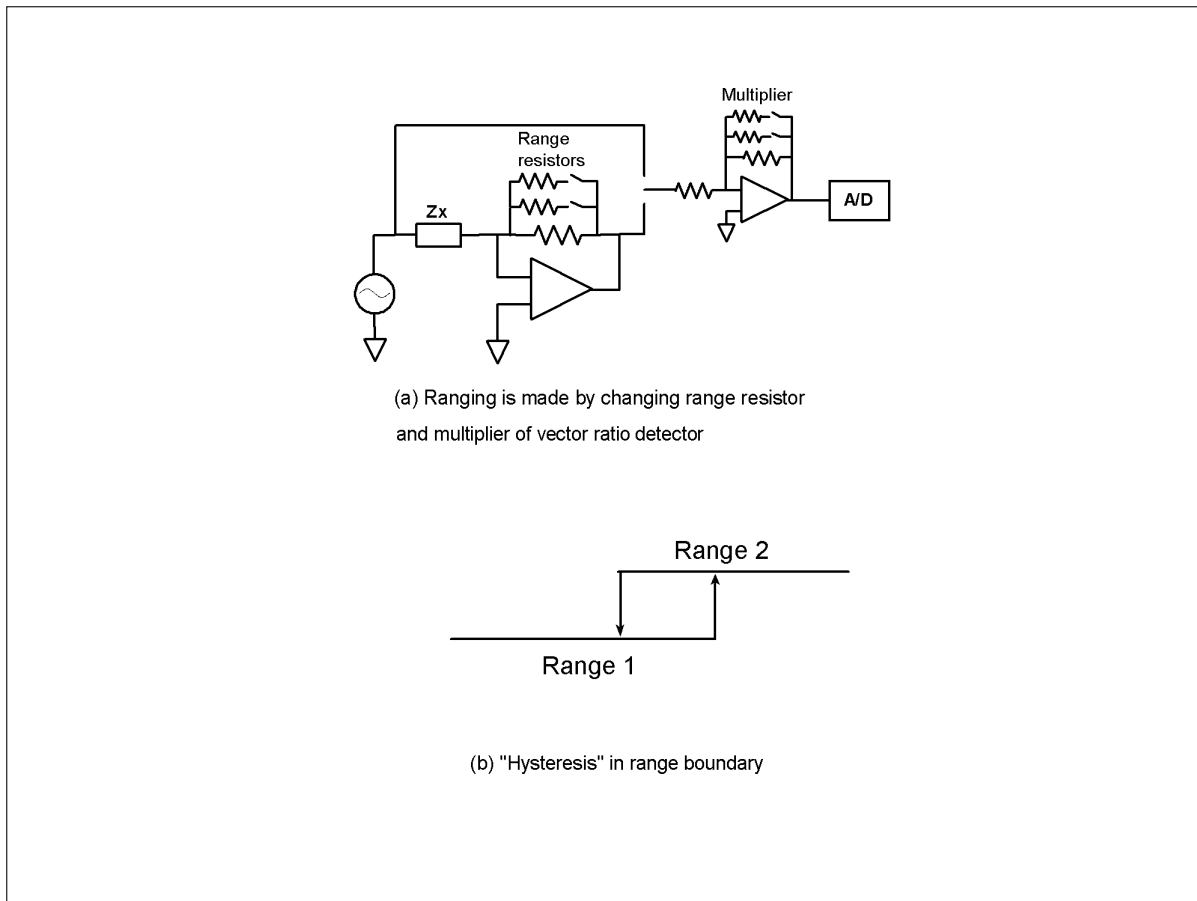 Multiplier
Range
resistors
Zx
A/D
(a) Ranging is made by changing range resistor
and multiplier of vector ratio detector
Range 2
Range 1
(b) "Hysteresis" in range boundary